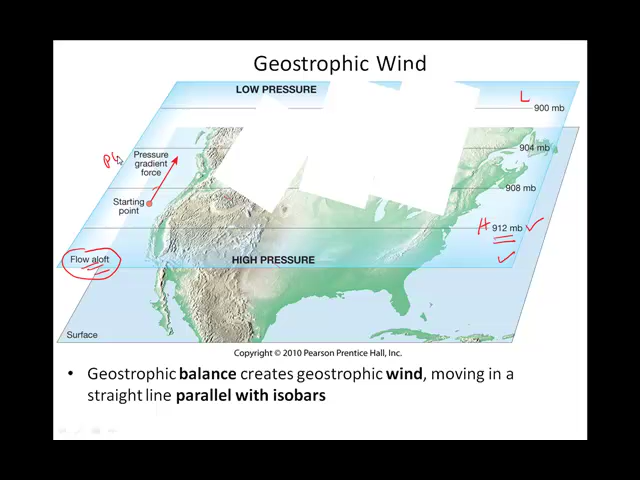 Geostrophic Wind
LOW PRESSURE
L
900 mb
904 mb
Pressure
gradient
force
908 mb
Starting
point
H 912 mb
Flow aloft
HIGH PRESSURE
Surface
Copyright © 2010 Pearson Prentice Hall, Inc.
• Geostrophic balance creates geostrophic wind, moving in a
straight line parallel with isobars